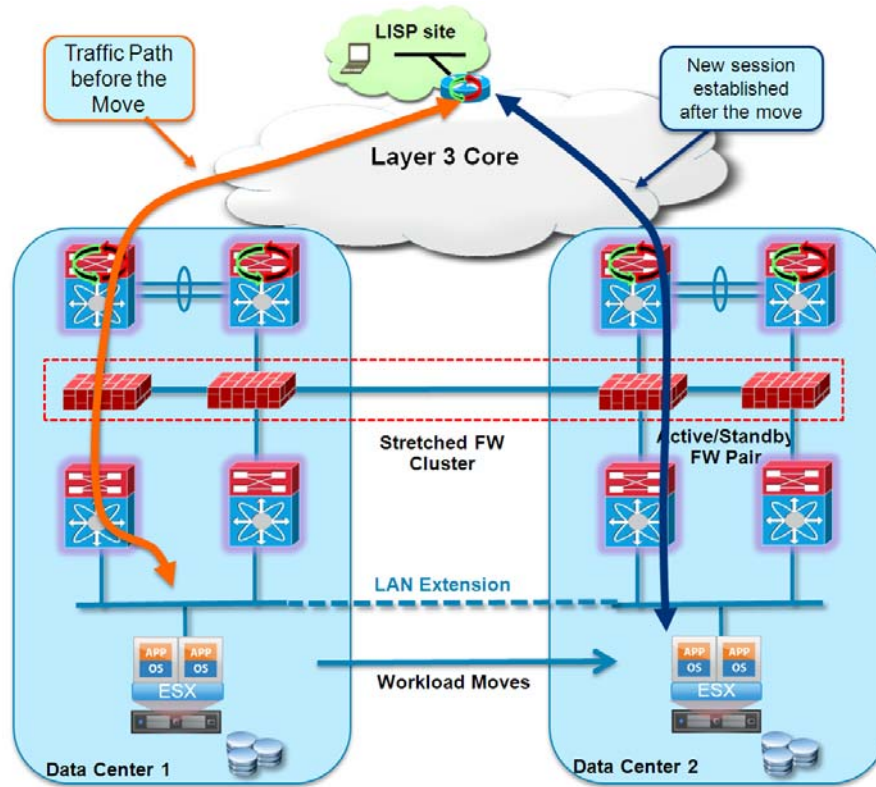 LISP site
Traffic Path
before the
Move
New session
established
after the move
Layer 3 Core
Stretched FW
Cluster
Active/Standby
FW Pair
LAN Extension
APP
OS
APP
OS
ESX
APP
OS
APP
OS
ESX
Workload Moves
Data Center 1
Data Center 2